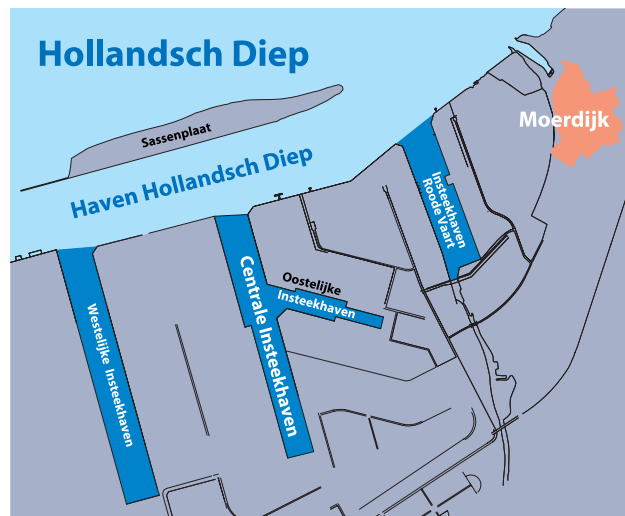 Hollandsch Diep
Sassenplaat
Moerdijk
Haven Hollandsch Diep
Insteekhaven
Roode Vaart
Oostelijke
Insteekhaven
Centrale Insteekhaven
Westelijke Insteekhaven